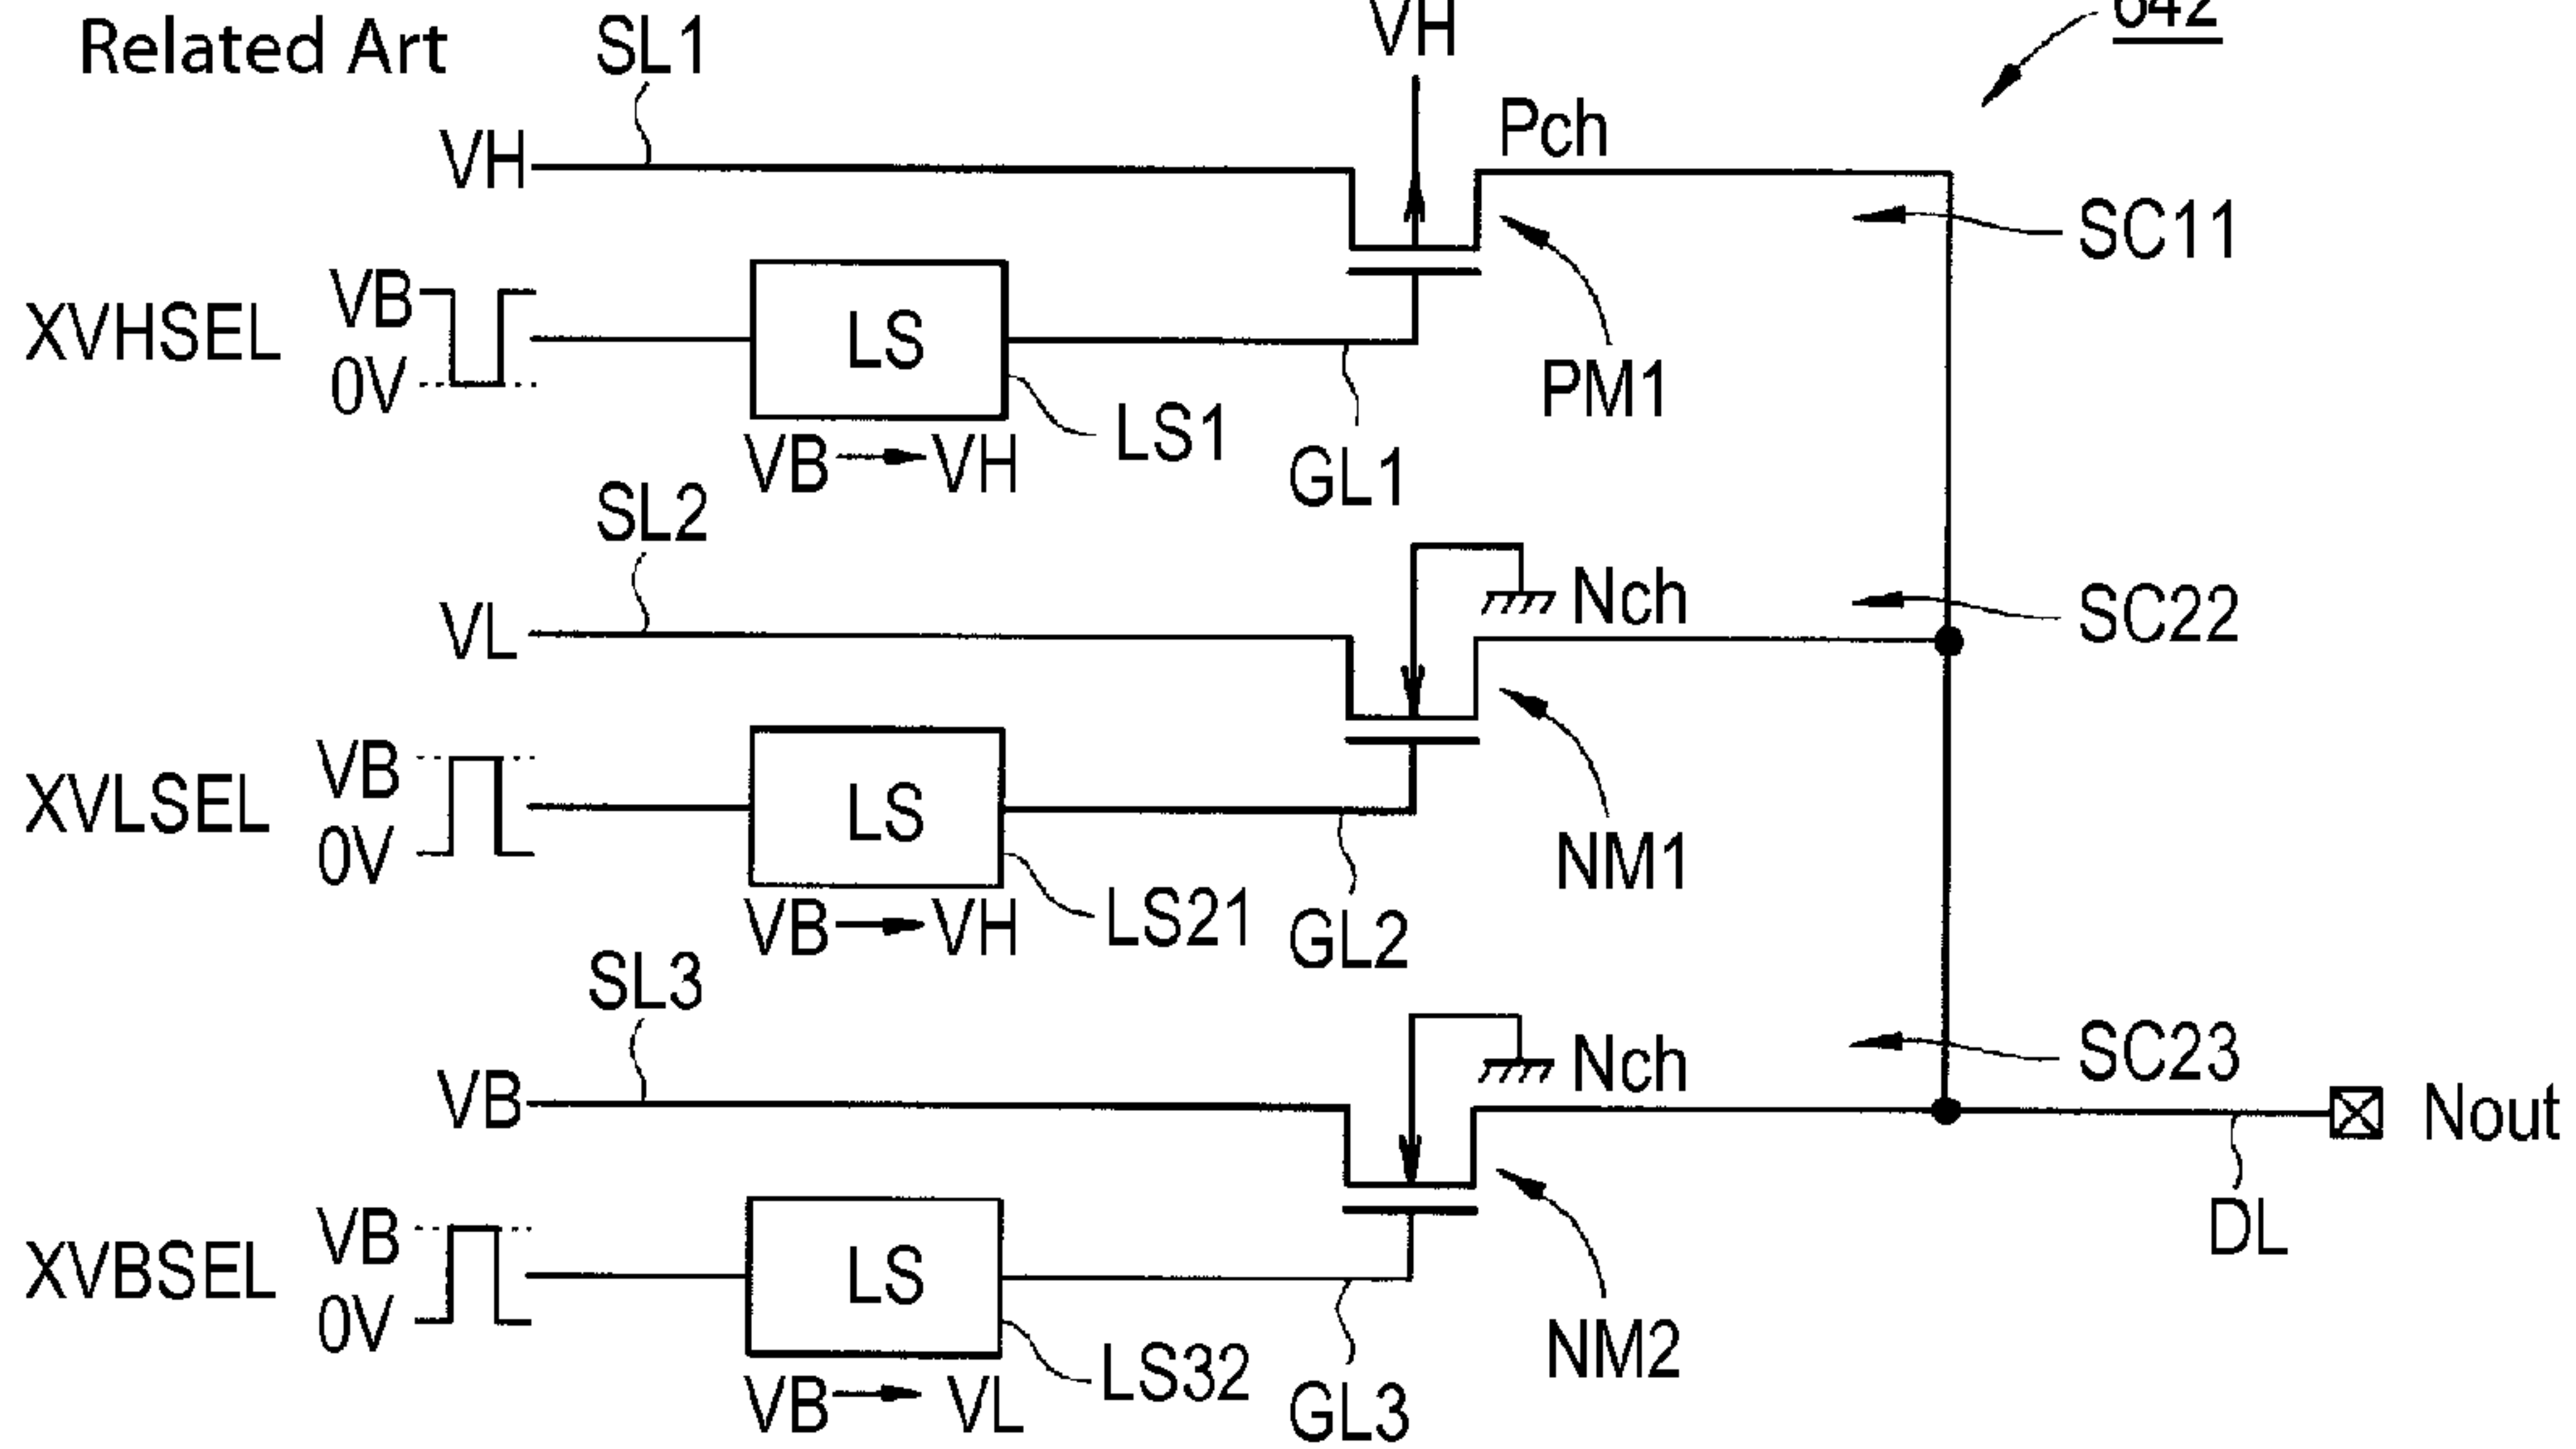 Related Art
SL1
VH
642
VH
Pch
SC11
XVHSEL
VB
0V
LS
PM1
LS1
VB → VH
GL1
SL2
Nch
SC22
VL
XVLSEL
VB
0V
LS
NM1
LS21
VB → VH
GL2
SL3
Nch
SC23
VB
Nout
XVBSEL
VB
0V
LS
DL
NM2
LS32
VB → VL
GL3